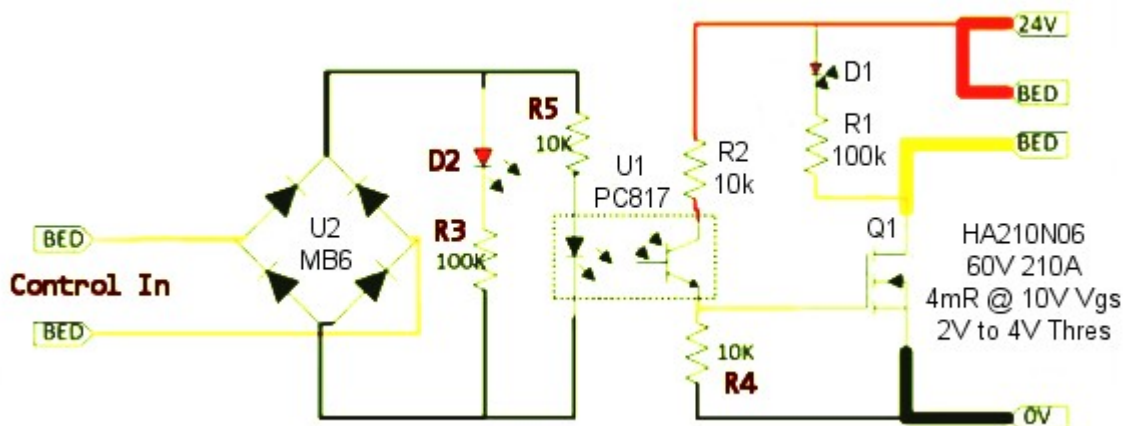 24V
BED
BED
D1
R1
100k
R2
10k
R5
10K
U1
PC817
D2
R3
100K
U2
MB6
BED
Control In
BED
Q1
HA210N06
60V 210A
4mR @ 10V Vgs
2V to 4V Thres
10K
R4
0V